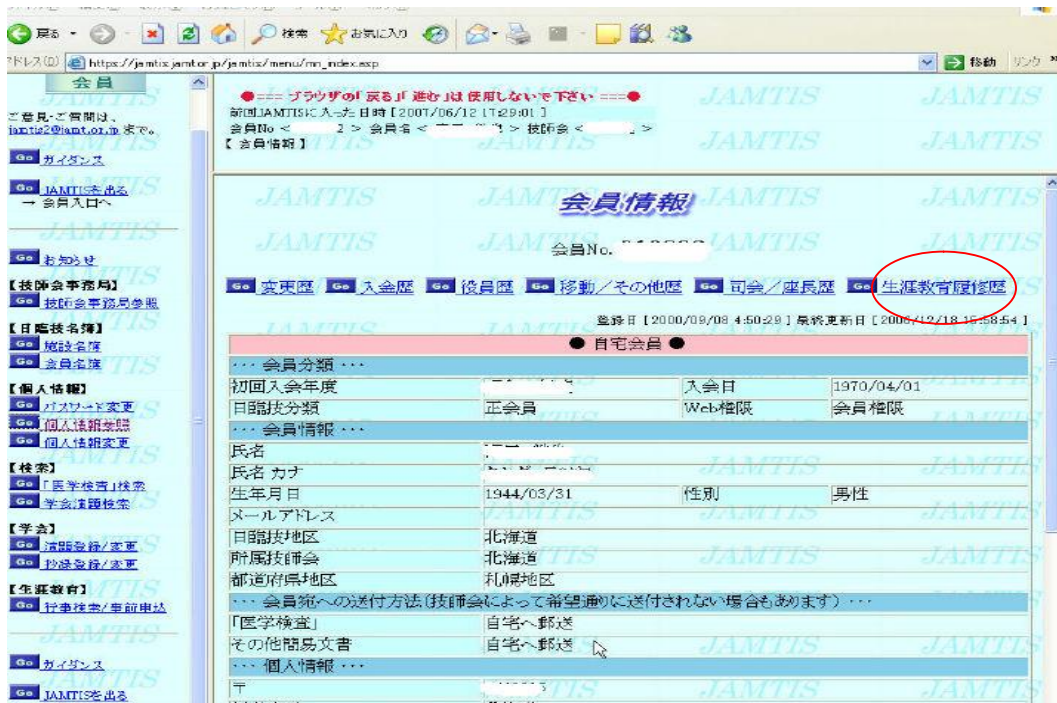 戻る
検索
お気に入り
アドレス(D) https://jamtis.jamt.or.jp/jamtis/menu/mn_index.asp
移動
リンク
会員
ご意見・ご質問は、
jamtis2@jamt.or.jp まで。
Go ガイダンス
Go JAMTISを出る
→ 会員入口へ
Go お知らせ
【技師会事務局】
Go 技師会事務局参照
【日臨技名簿】
Go 施設名簿
Go 会員名簿
【個人情報】
Go パスワード変更
Go 個人情報参照
Go 個人情報変更
【検索】
Go 「医学検査」検索
Go 学会演題検索
【学会】
Go 演題登録/変更
Go 抄録登録/変更
【生涯教育】
Go 行事検索/事前申込
Go ガイダンス
Go JAMTISを出る
●=== ブラウザの「戻る」「進む」は使用しないで下さい ===●
前回JAMTISに入った日時 [ 2007/06/12 17:29:01 ]
会員No < 2 > 会員名 < > 技師会 < >
【 会員情報 】
JAMTIS
会員情報
会員No.
Go 変更歴 Go 入会歴 Go 役員歴 Go 移動／その他歴 Go 司会／座長歴 Go 生涯教育履修歴
登録日 [ 2000/09/08 4:50:29 ] 最終更新日 [ 2006/12/18 15:58:54 ]
● 自宅会員 ●
･･･ 会員分類 ･･･
初回入会年度 入会日 1970/04/01
日臨技分類 正会員 Web権限 会員権限
･･･ 会員情報 ･･･
氏名
氏名 カナ
生年月日 1944/03/31 性別 男性
メールアドレス
日臨技地区 北海道
所属技師会 北海道
都道府県地区 札幌地区
･･･ 会員宛への送付方法(技師会によって希望通りに送付されない場合もあります) ･･･
「医学検査」 自宅へ郵送
その他簡易文書 自宅へ郵送
･･･ 個人情報 ･･･
〒